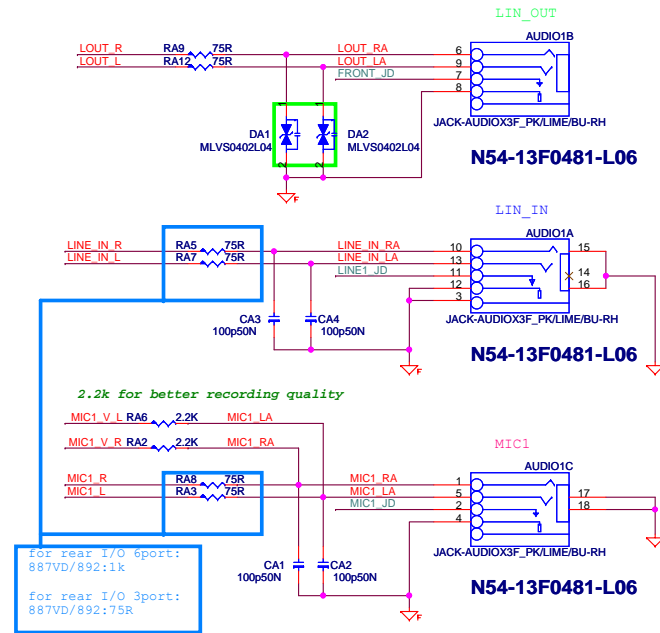 LIN_OUT
AUDIO1B
LOUT_R RA9 75R LOUT_RA 6
LOUT_L RA12 75R LOUT_LA 9
FRONT_JD 7
8
1 1
DA1 DA2
MLVS0402L04 MLVS0402L04
2 2
JACK-AUDIOX3F_PK/LIME/BU-RH
N54-13F0481-L06
F
LIN_IN
AUDIO1A
LINE_IN_R RA5 75R LINE_IN_RA 10 15
LINE_IN_L RA7 75R LINE_IN_LA 13
LINE1_JD 11 14
12 16
3
CA3 CA4
100p50N 100p50N
JACK-AUDIOX3F_PK/LIME/BU-RH
N54-13F0481-L06
F
2.2k for better recording quality
MIC1_V_L RA6 2.2K MIC1_LA
MIC1_V_R RA2 2.2K MIC1_RA
MIC1
AUDIO1C
MIC1_R RA8 75R MIC1_RA 1
MIC1_L RA3 75R MIC1_LA 5 17
MIC1_JD 2 18
4
JACK-AUDIOX3F_PK/LIME/BU-RH
for rear I/O 6port:
887VD/892:1k
for rear I/O 3port:
887VD/892:75R
CA1 CA2
100p50N 100p50N
N54-13F0481-L06
F